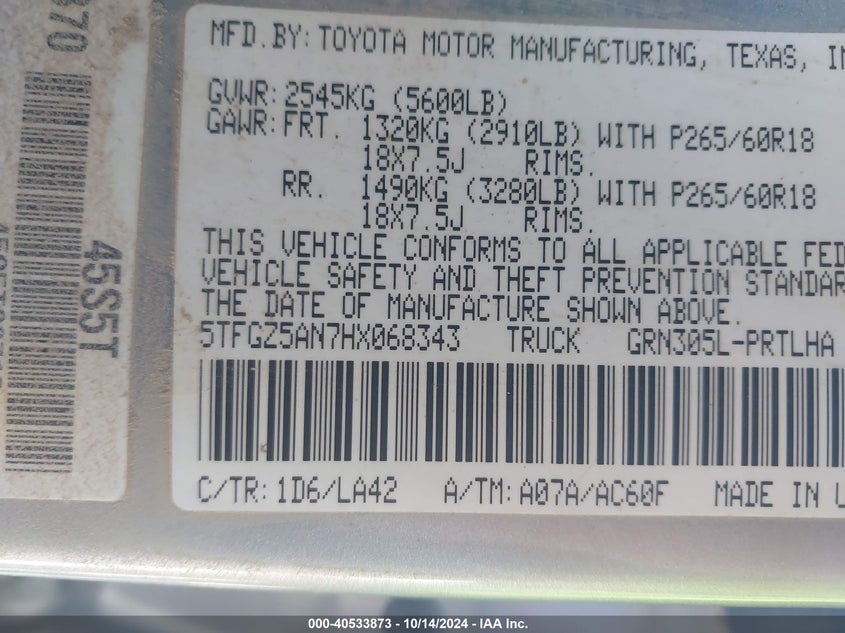 MFD.BY: TOYOTA MOTOR MANUFACTURING, TEXAS, IN
GVWR: 2545KG (5600LB)
GAWR: FRT. 1320KG (2910LB) WITH P265/60R18
18X7.5J RIMS.
RR. 1490KG (3280LB) WITH P265/60R18
18X7.5J RIMS.
THIS VEHICLE CONFORMS TO ALL APPLICABLE FED
VEHICLE SAFETY AND THEFT PREVENTION STANDAR
THE DATE OF MANUFACTURE SHOWN ABOVE.
5TFGZ5AN7HX068343 TRUCK GRN305L-PRTLHA
C/TR: 1D6/LA42 A/TM: A07A/AC60F MADE IN U
370
45S5T
000-40533873 - 10/14/2024 - IAA Inc.